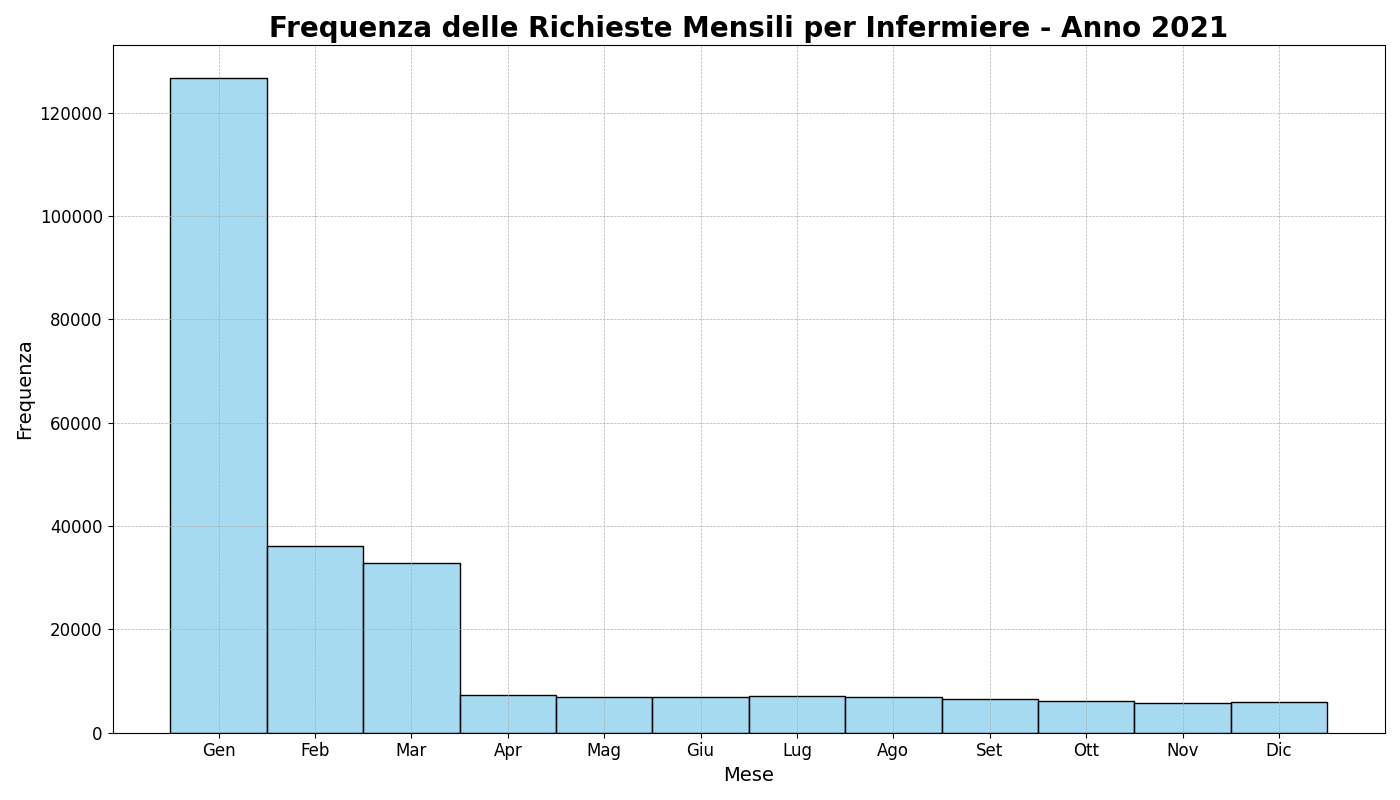 Frequenza delle Richieste Mensili per Infermiere - Anno 2021
120000
100000
80000
60000
40000
20000
0
Frequenza
Gen Feb Mar Apr Mag Giu Lug Ago Set Ott Nov Dic
Mese